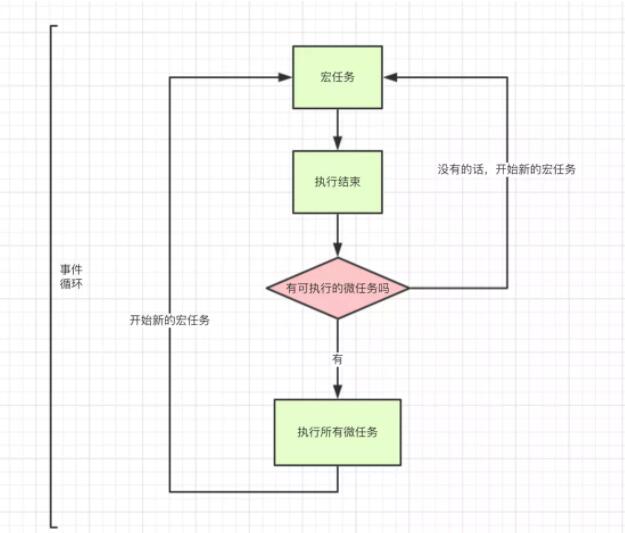 宏任务
执行结束
没有的话，开始新的宏任务
事件
循环
有可执行的微任务吗
开始新的宏任务
有
执行所有微任务